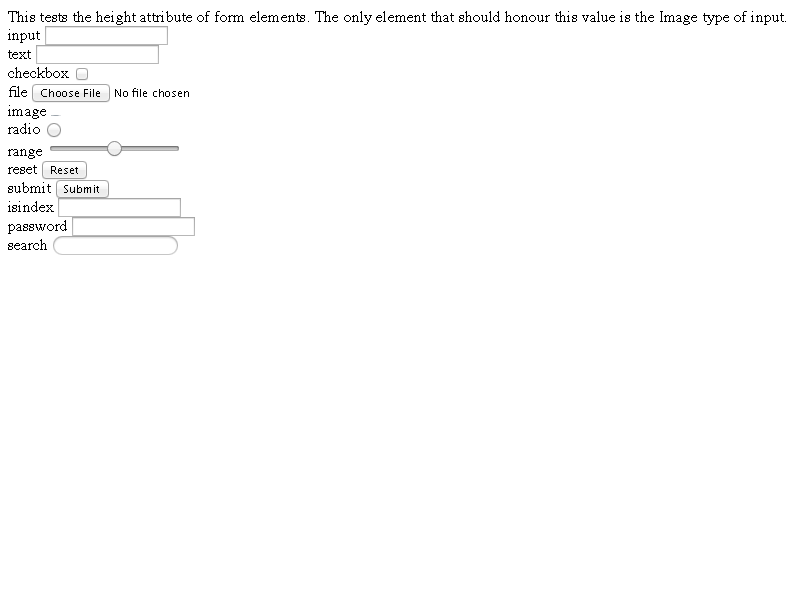 This tests the height attribute of form elements. The only element that should honour this value is the Image type of input.
input
text
checkbox
file Choose File No file chosen
image
radio
range
reset Reset
submit Submit
isindex
password
search